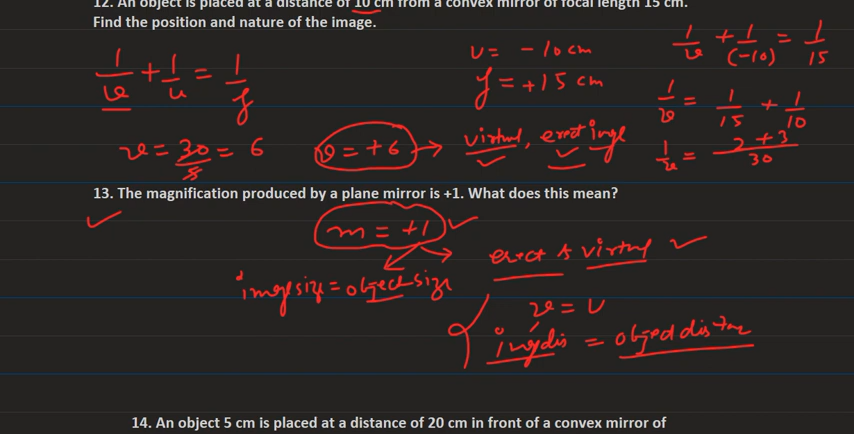 12. An object is placed at a distance of 10 cm from a convex mirror of focal length 15 cm.
Find the position and nature of the image.
1/v + 1/u = 1/f
u = - 10 cm
f = + 15 cm
1/v + 1/(-10) = 1/15
1/v = 1/15 + 1/10
1/v = 2 + 3 / 30
v = 30/5 = 6
v = + 6 → virtual, erect image
13. The magnification produced by a plane mirror is +1. What does this mean?
m = +1
erect & virtual
image size = object size
v = u
img dis = object distance
14. An object 5 cm is placed at a distance of 20 cm in front of a convex mirror of